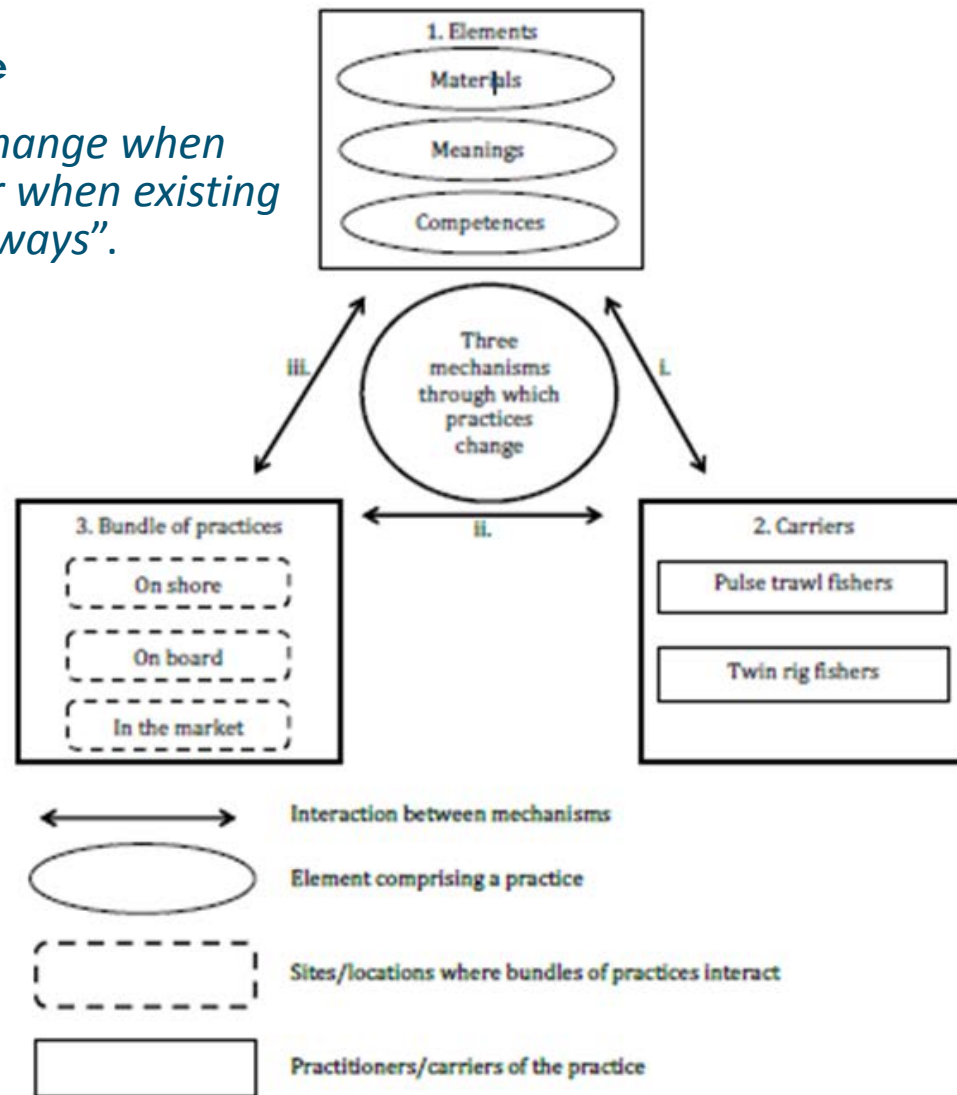 e
hange when
r when existing
ways".
1. Elements
Materials
Meanings
Competences
Three
mechanisms
through which
practices
change
iii.
i.
ii.
3. Bundle of practices
On shore
On board
In the market
2. Carriers
Pulse trawl fishers
Twin rig fishers
Interaction between mechanisms
Element comprising a practice
Sites/locations where bundles of practices interact
Practitioners/carriers of the practice